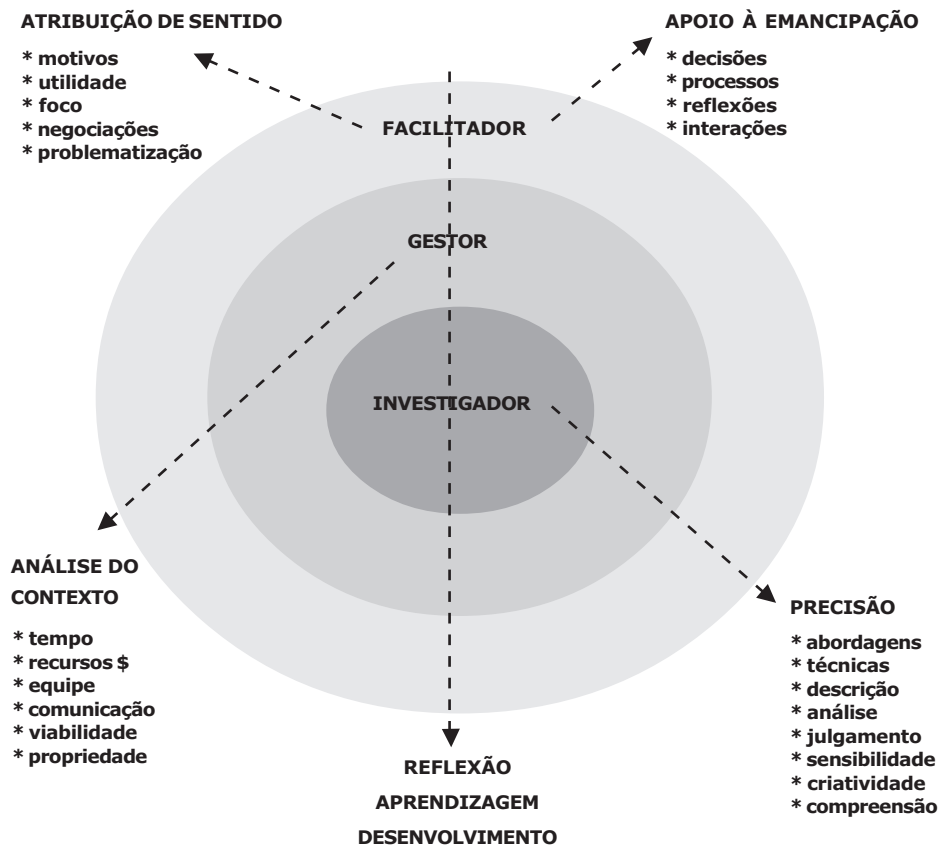 ATRIBUIÇÃO DE SENTIDO
* motivos
* utilidade
* foco
* negociações
* problematização
APOIO À EMANCIPAÇÃO
* decisões
* processos
* reflexões
* interações
FACILITADOR
GESTOR
INVESTIGADOR
ANÁLISE DO
CONTEXTO
* tempo
* recursos $
* equipe
* comunicação
* viabilidade
* propriedade
REFLEXÃO
APRENDIZAGEM
DESENVOLVIMENTO
PRECISÃO
* abordagens
* técnicas
* descrição
* análise
* julgamento
* sensibilidade
* criatividade
* compreensão